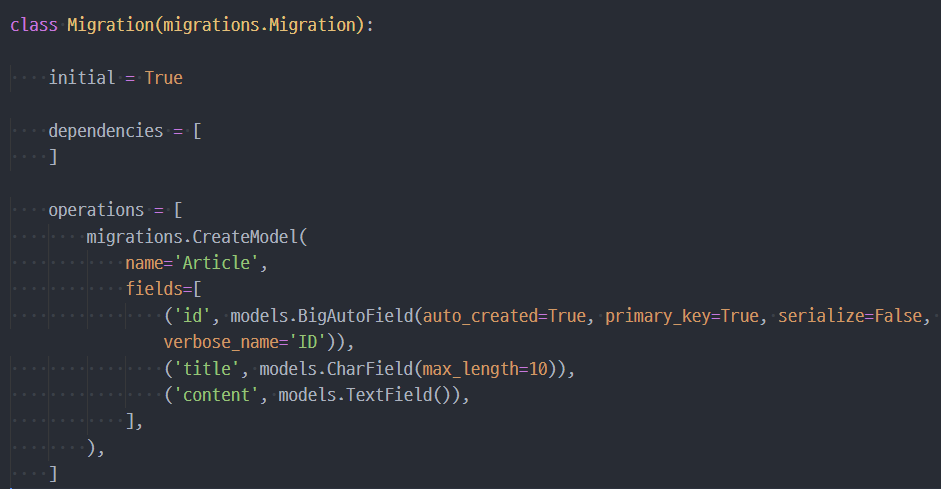 class Migration(migrations.Migration):
initial = True
dependencies = [
]
operations = [
migrations.CreateModel(
name='Article',
fields=[
('id', models.BigAutoField(auto_created=True, primary_key=True, serialize=False,
verbose_name='ID')),
('title', models.CharField(max_length=10)),
('content', models.TextField()),
],
),
]